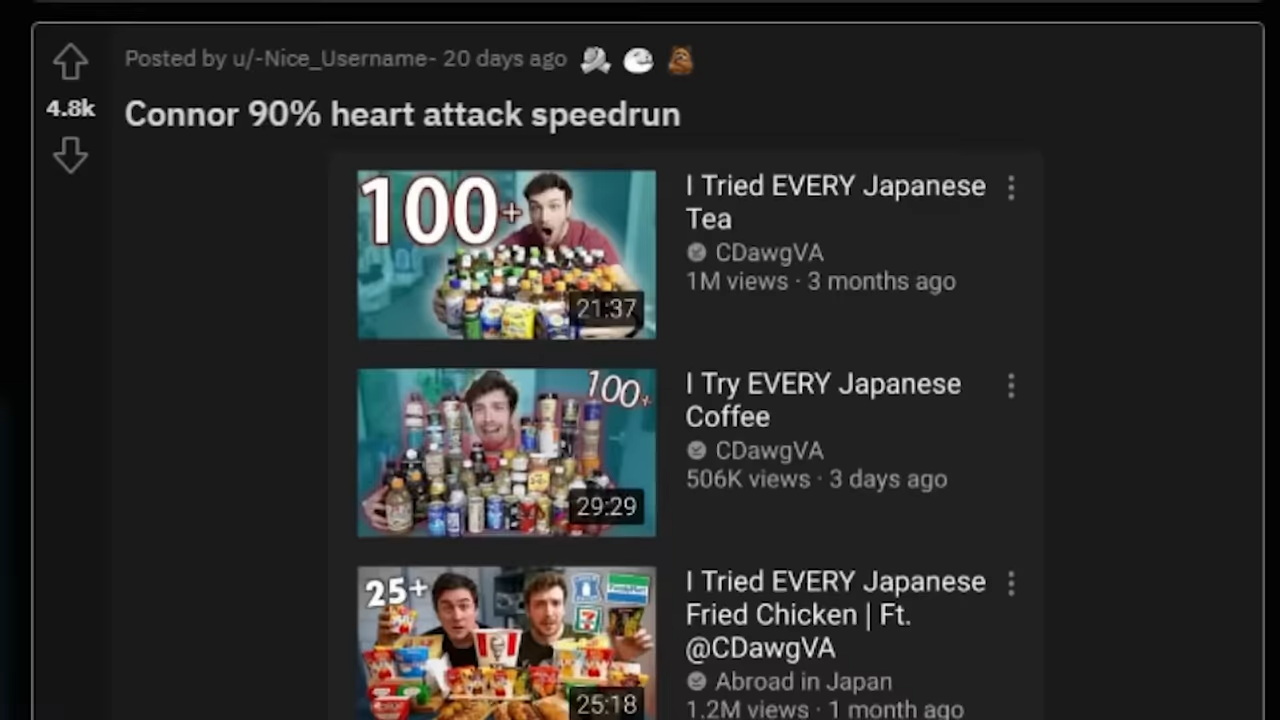 Posted by u/-Nice_Username- 20 days ago
4.8k
Connor 90% heart attack speedrun
100+
21:37
I Tried EVERY Japanese
Tea
CDawgVA
1M views · 3 months ago
100+
29:29
I Try EVERY Japanese
Coffee
CDawgVA
506K views · 3 days ago
25+
FamilyMart
7
KFC
25:18
I Tried EVERY Japanese
Fried Chicken | Ft.
@CDawgVA
Abroad in Japan
1.2M views · 1 month ago